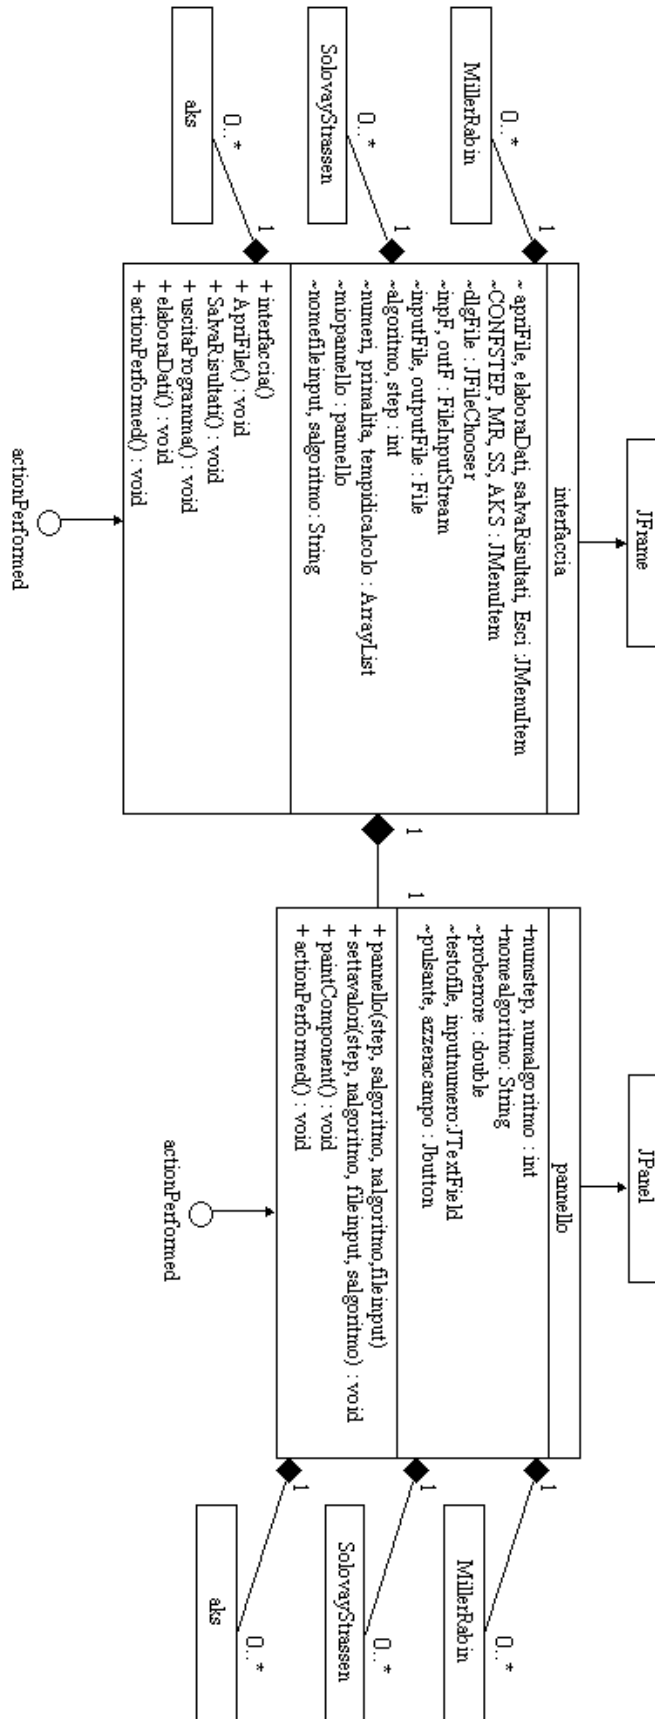 JFrame
interfaccia
~ apriFile, elaboraDati, salvaRisultati, Esci :JMenuItem
~CONFSTEP, MR, SS, AKS : JMenuItem
~dlgFile : JFileChooser
~inpF, outF : FileInputStream
~inputFile, outputFile : File
~algoritmo, step : int
~numeri, primalita, tempidicalcolo : ArrayList
~miopannello : pannello
~nomefileinput, salgoritmo : String
+ interfaccia()
+ ApriFile() : void
+ SalvaRisultati() : void
+ uscitaProgramma() : void
+ elaboraDati() : void
+ actionPerformed() : void
actionPerformed
MillerRabin
0..*
1
SolovayStrassen
0..*
1
aks
0..*
1
1
1
JPanel
pannello
+numstep, numalgoritmo : int
+nomealgoritmo: String
~proberrore : double
~testofile, inputnumero:JTextField
~pulsante, azzeracampo : Jbutton
+ pannello(step, salgoritmo, nalgoritmo,fileinput)
+ settavalori(step, nalgoritmo, fileinput, salgoritmo) : void
+ paintComponent() : void
+ actionPerformed() : void
actionPerformed
1
0..*
MillerRabin
1
0..*
SolovayStrassen
1
0..*
aks